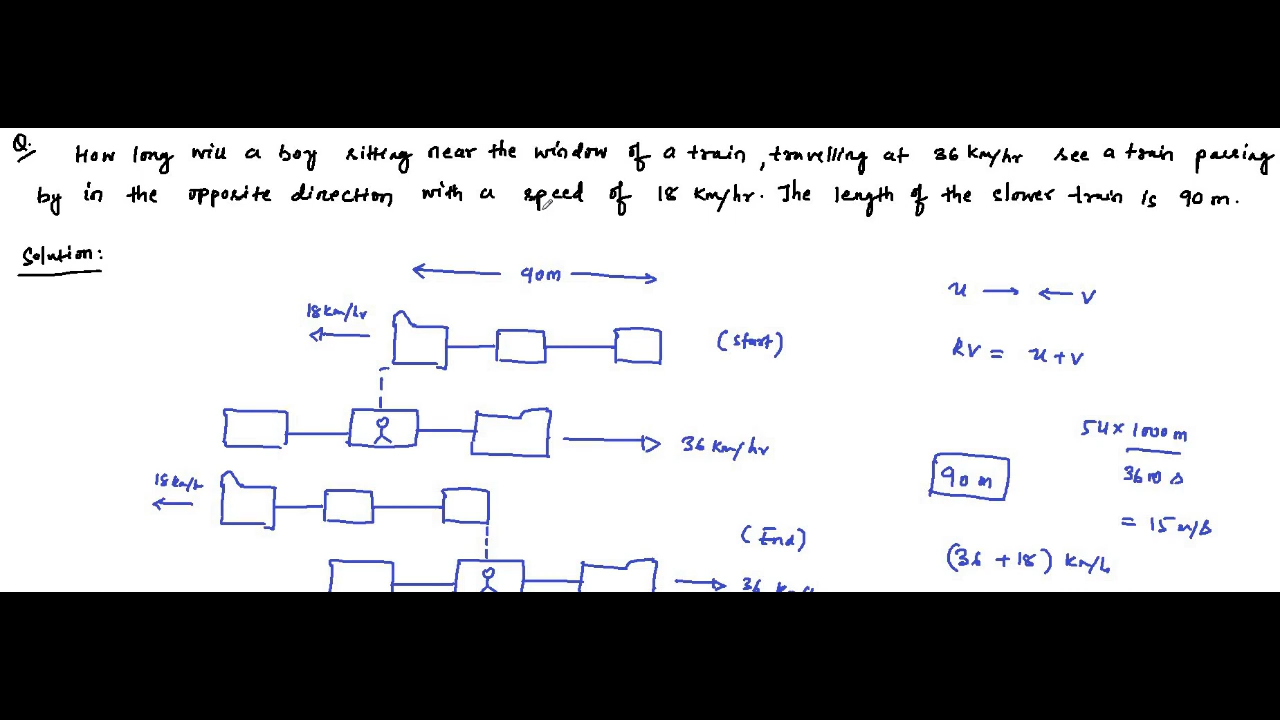 Q.
How long will a boy sitting near the window of a train, travelling at 36 Km/hr see a train passing
by in the opposite direction with a speed of 18 Km/hr. The length of the slower train is 90 m.
Solution:
90m
18 Km/hr
(Start)
36 Km/hr
18 Km/hr
(End)
u → ← v
RV = u+v
90 m
54 × 1000 m
3600 s
= 15 m/s
(36 + 18) Km/h